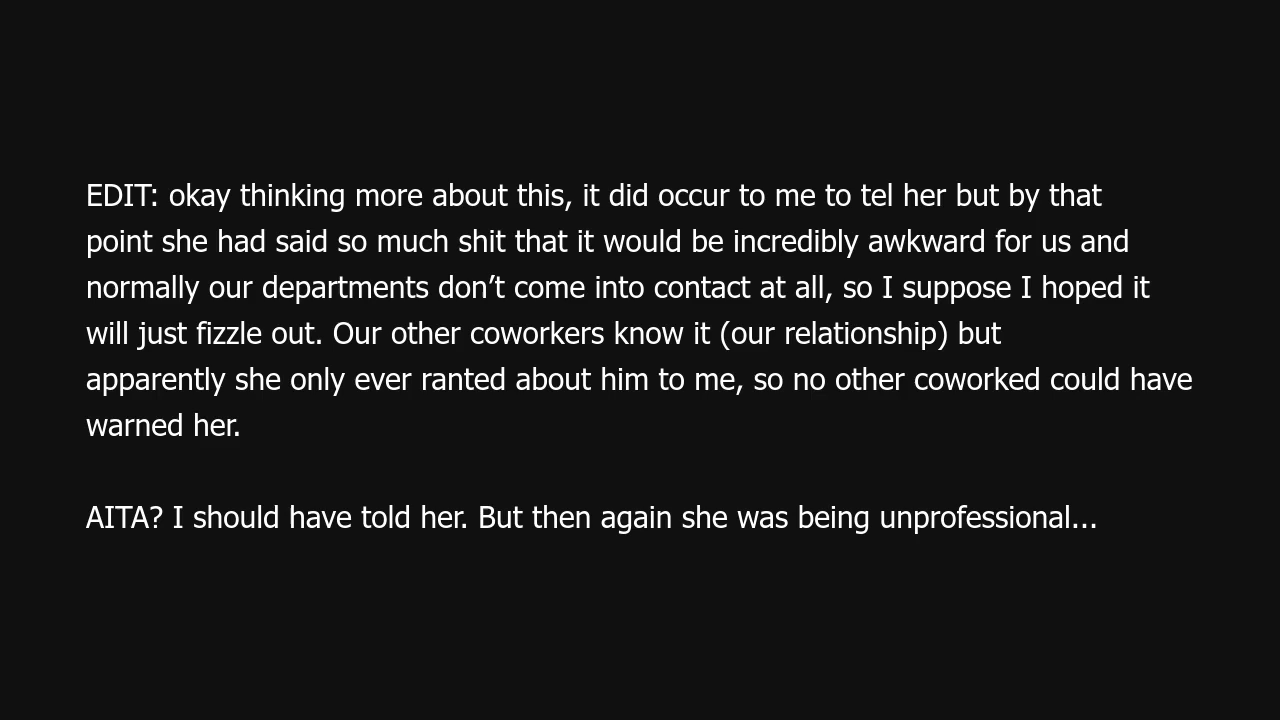 EDIT: okay thinking more about this, it did occur to me to tel her but by that
point she had said so much shit that it would be incredibly awkward for us and
normally our departments don’t come into contact at all, so I suppose I hoped it
will just fizzle out. Our other coworkers know it (our relationship) but
apparently she only ever ranted about him to me, so no other coworked could have
warned her.
AITA? I should have told her. But then again she was being unprofessional...